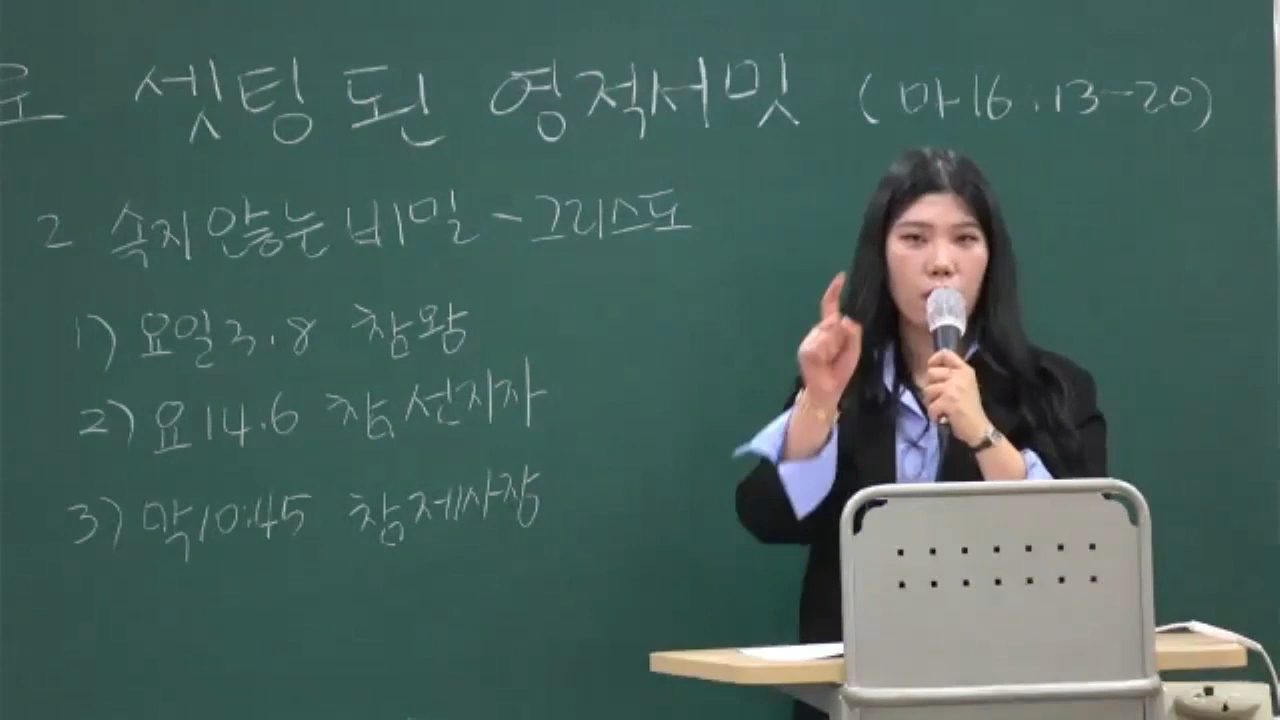 로 셋팅된 영적서밋 (마16:13-20)
2 속지않는 비밀 - 그리스도
1) 요일3:8 참왕
2) 요14:6 참선지자
3) 막10:45 참제사장